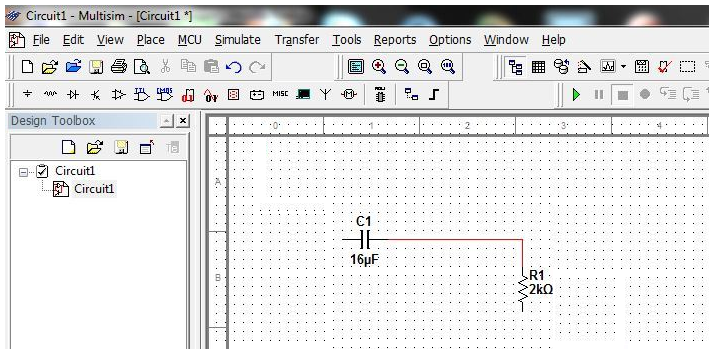 Circuit1 - Multisim - [Circuit1 *]
File Edit View Place MCU Simulate Transfer Tools Reports Options Window Help
MISC
Design Toolbox
Circuit1
Circuit1
0 1 2 3 4
A
B
C1
16µF
R1
2kΩ